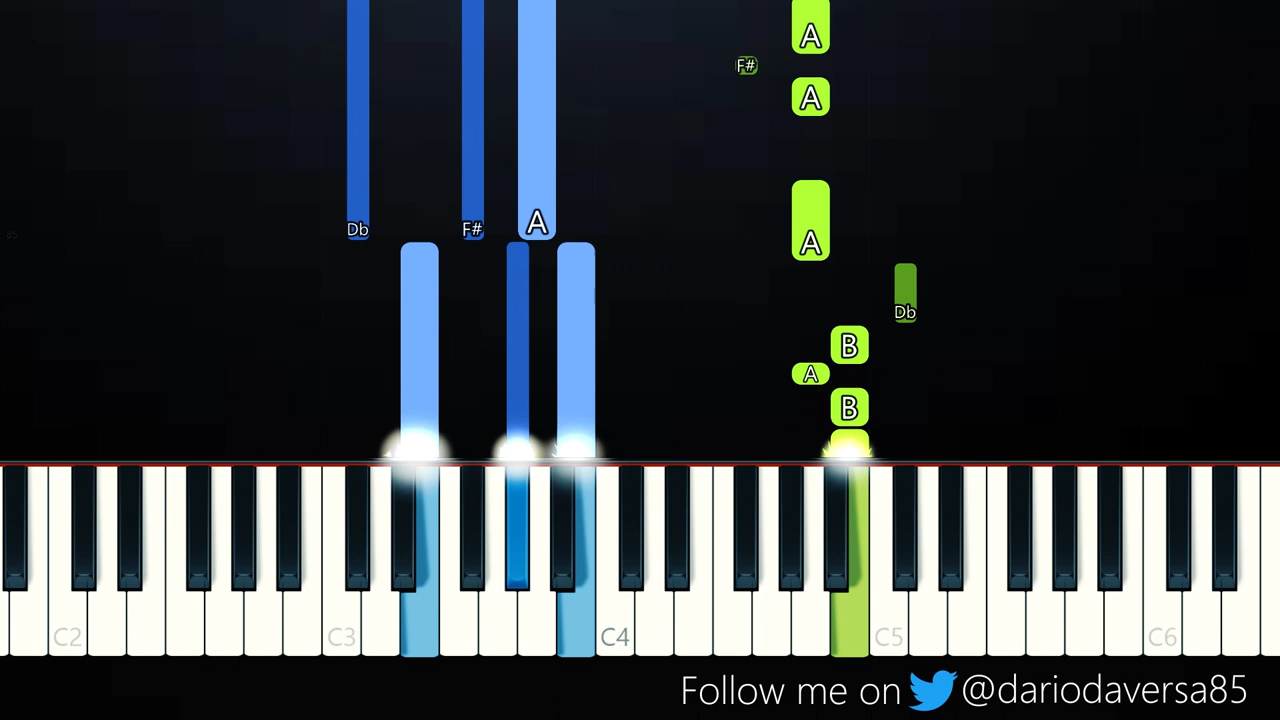 A
F#
A
Db F# A A
Db
B
A
B
C2 C3 C4 C5 C6
Follow me on @dariodaversa85